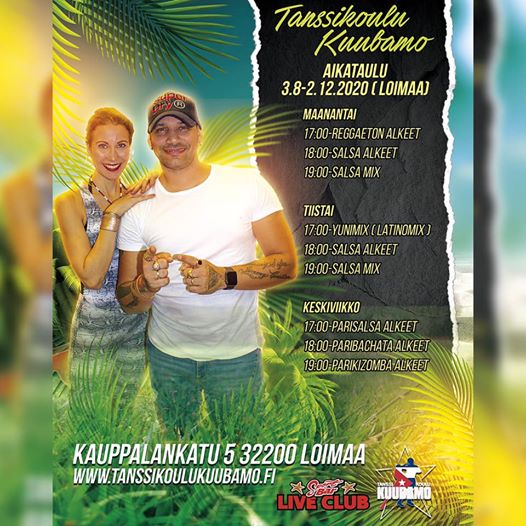 Tanssikoulu
Kuubamo
AIKATAULU
3.8-2.12.2020 ( LOIMAA)
MAANANTAI
17:00-REGGAETON ALKEET
18:00-SALSA ALKEET
19:00-SALSA MIX
TIISTAI
17:00-YUNIMIX ( LATINOMIX )
18:00-SALSA ALKEET
19:00-SALSA MIX
KESKIVIIKKO
17:00-PARISALSA ALKEET
18:00-PARIBACHATA ALKEET
19:00-PARIKIZOMBA ALKEET
KAUPPALANKATU 5 32200 LOIMAA
WWW.TANSSIKOULUKUUBAMO.FI
LIVE CLUB
TANSSI KOULU
KUUBAMO